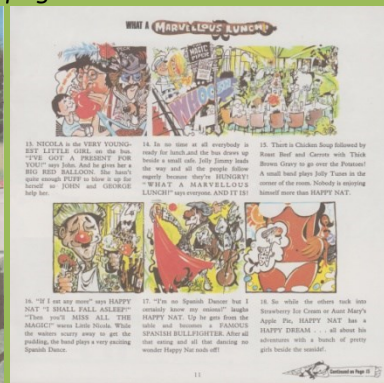 WHAT A MARVELLOUS LUNCH!
13. NICOLA is the VERY YOUNG-
EST LITTLE GIRL on the bus.
"I'VE GOT A PRESENT FOR
YOU!" says John. And he gives her a
BIG RED BALLOON. She hasn't
quite enough PUFF to blow it up for
herself so JOHN and GEORGE
help her.
14. In no time at all everybody is
ready for lunch and the bus draws up
beside a small cafe. Jolly Jimmy leads
the way and all the people follow
eagerly because they're HUNGRY!
"WHAT A MARVELLOUS
LUNCH!" says everyone. AND IT IS!
15. There is Chicken Soup followed by
Roast Beef and Carrots with Thick
Brown Gravy to go over the Potatoes!
A small band plays Jolly Tunes in the
corner of the room. Nobody is enjoying
himself more than HAPPY NAT.
16. "If I eat any more" says HAPPY
NAT "I SHALL FALL ASLEEP!"
"Then you'll MISS ALL THE
MAGIC!" warns Little Nicola. While
the waiters scurry away to get the
pudding, the band plays a very exciting
Spanish Dance.
17. "I'm no Spanish Dancer but I
certainly know my onions!" laughs
HAPPY NAT. Up he gets from the
table and becomes a FAMOUS
SPANISH BULLFIGHTER. After all
that eating and all that dancing no
wonder Happy Nat nods off!
18. So while the others tuck into
Strawberry Ice Cream or Aunt Mary's
Apple Pie, HAPPY NAT has a
HAPPY DREAM . . . all about his
adventures with a bunch of pretty
girls beside the seaside!.
11